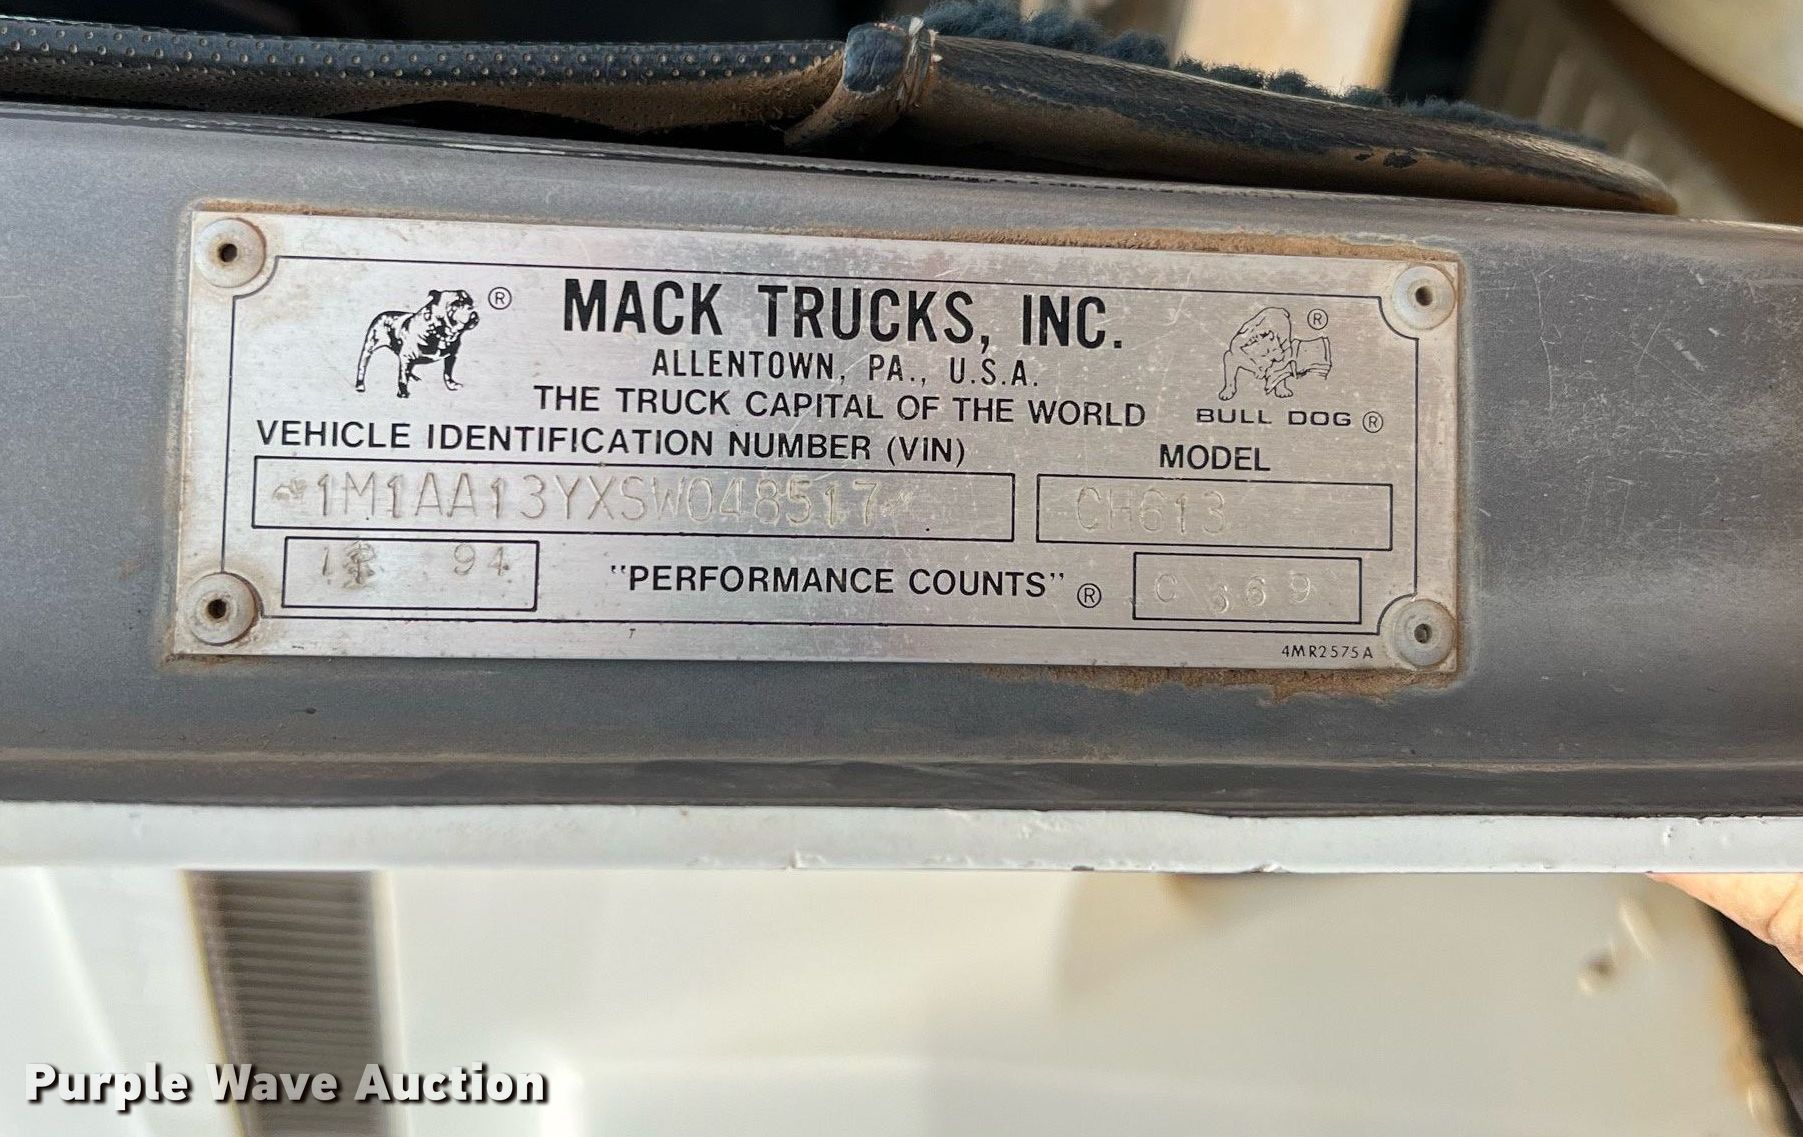 MACK TRUCKS, INC. ®
®
ALLENTOWN, PA., U.S.A.
THE TRUCK CAPITAL OF THE WORLD
BULL DOG ®
VEHICLE IDENTIFICATION NUMBER (VIN)
MODEL
1M1AA13YXSW048517
CH613
94
"PERFORMANCE COUNTS" ®
C 369
4MR2575A
Purple Wave Auction